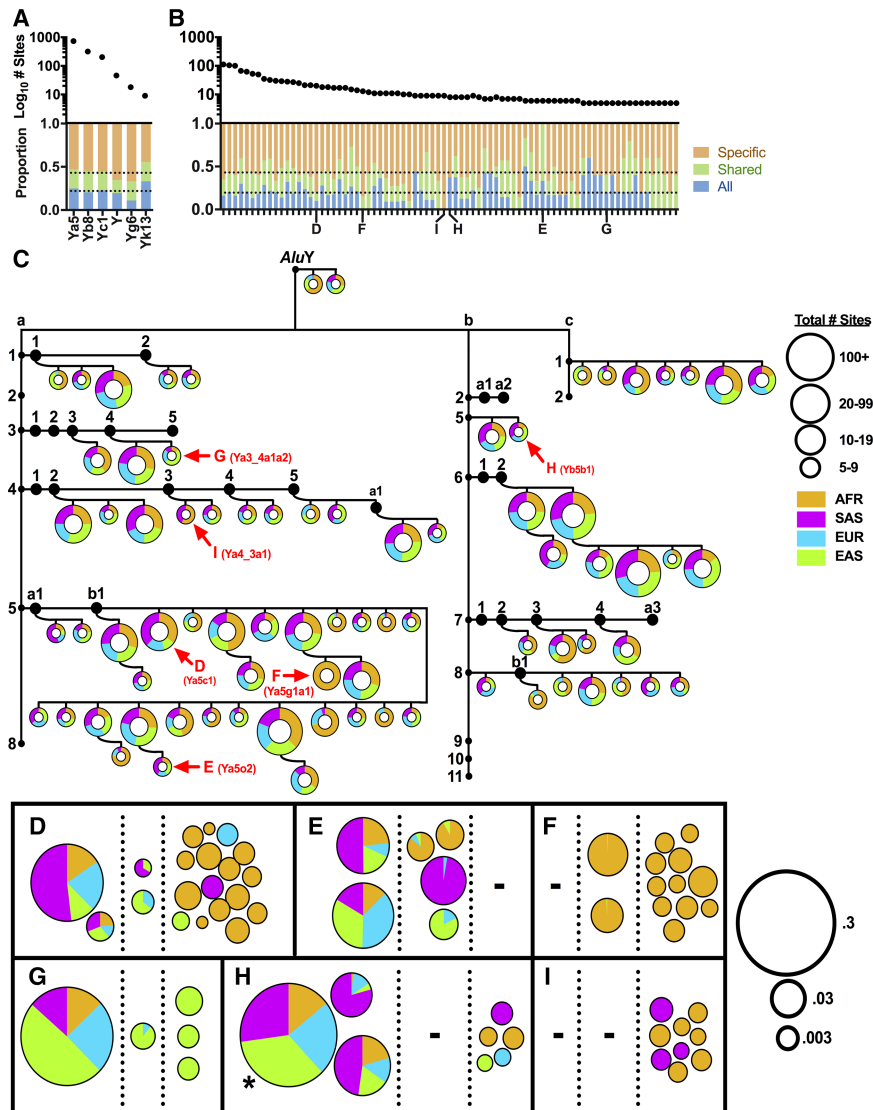 A
B
Log10 # Sites
1000
100
10
1000
100
10
Proportion
1.0
0.5
0.0
1.0
0.5
0.0
Ya5
Yb8
Yc1
Y
Yg6
Yk13
D
F
I
H
E
G
Specific
Shared
All
C
AluY
a
b
c
1
1
2
2
3
1
2
3
4
5
G (Ya3_4a1a2)
4
1
2
3
4
5
a1
I
(Ya4_3a1)
5
a1
b1
D
(Ya5c1)
F
(Ya5g1a1)
8
E (Ya5o2)
2
a1
a2
5
H (Yb5b1)
6
1
2
7
1
2
3
4
a3
8
b1
9
10
11
1
2
Total # Sites
100+
20-99
10-19
5-9
AFR
SAS
EUR
EAS
D
E
-
F
-
G
H
*
-
I
-
-
.3
.03
.003